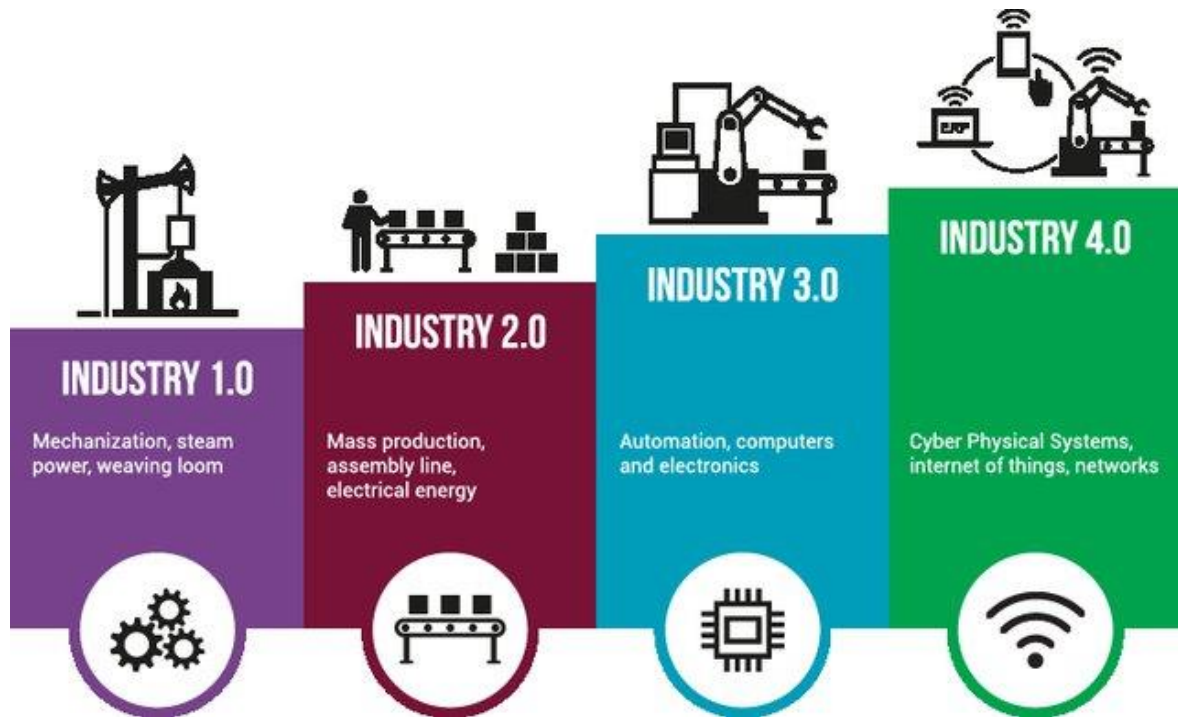 INDUSTRY 1.0
Mechanization, steam
power, weaving loom
INDUSTRY 2.0
Mass production,
assembly line,
electrical energy
INDUSTRY 3.0
Automation, computers
and electronics
ERP
INDUSTRY 4.0
Cyber Physical Systems,
internet of things, networks